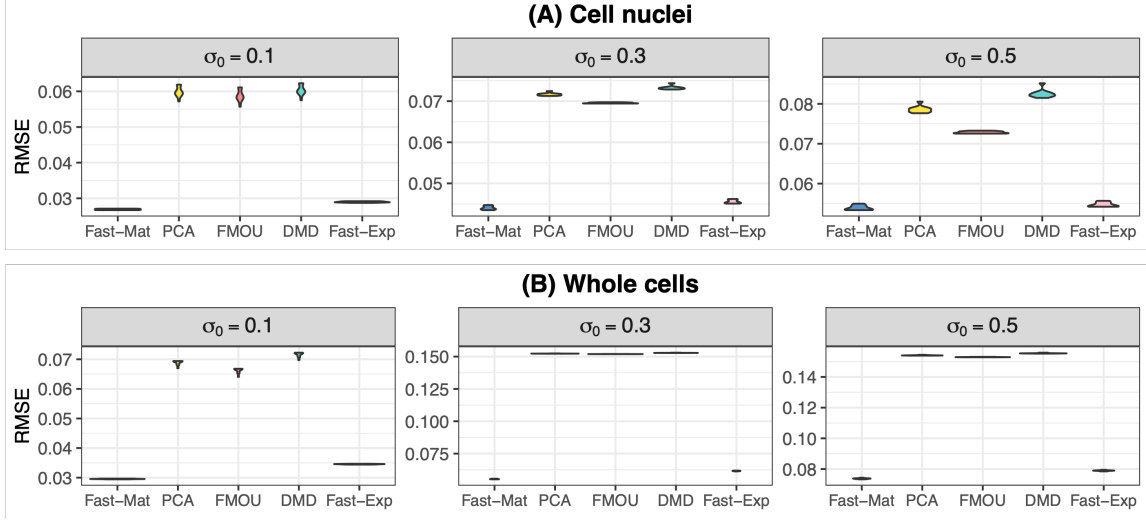 (A) Cell nuclei
σ₀ = 0.1
σ₀ = 0.3
σ₀ = 0.5
RMSE
0.06
0.05
0.04
0.03
0.07
0.06
0.05
0.08
0.07
0.06
Fast−Mat PCA FMOU DMD Fast−Exp
Fast−Mat PCA FMOU DMD Fast−Exp
Fast−Mat PCA FMOU DMD Fast−Exp
(B) Whole cells
σ₀ = 0.1
σ₀ = 0.3
σ₀ = 0.5
RMSE
0.07
0.06
0.05
0.04
0.03
0.150
0.125
0.100
0.075
0.14
0.12
0.10
0.08
Fast−Mat PCA FMOU DMD Fast−Exp
Fast−Mat PCA FMOU DMD Fast−Exp
Fast−Mat PCA FMOU DMD Fast−Exp